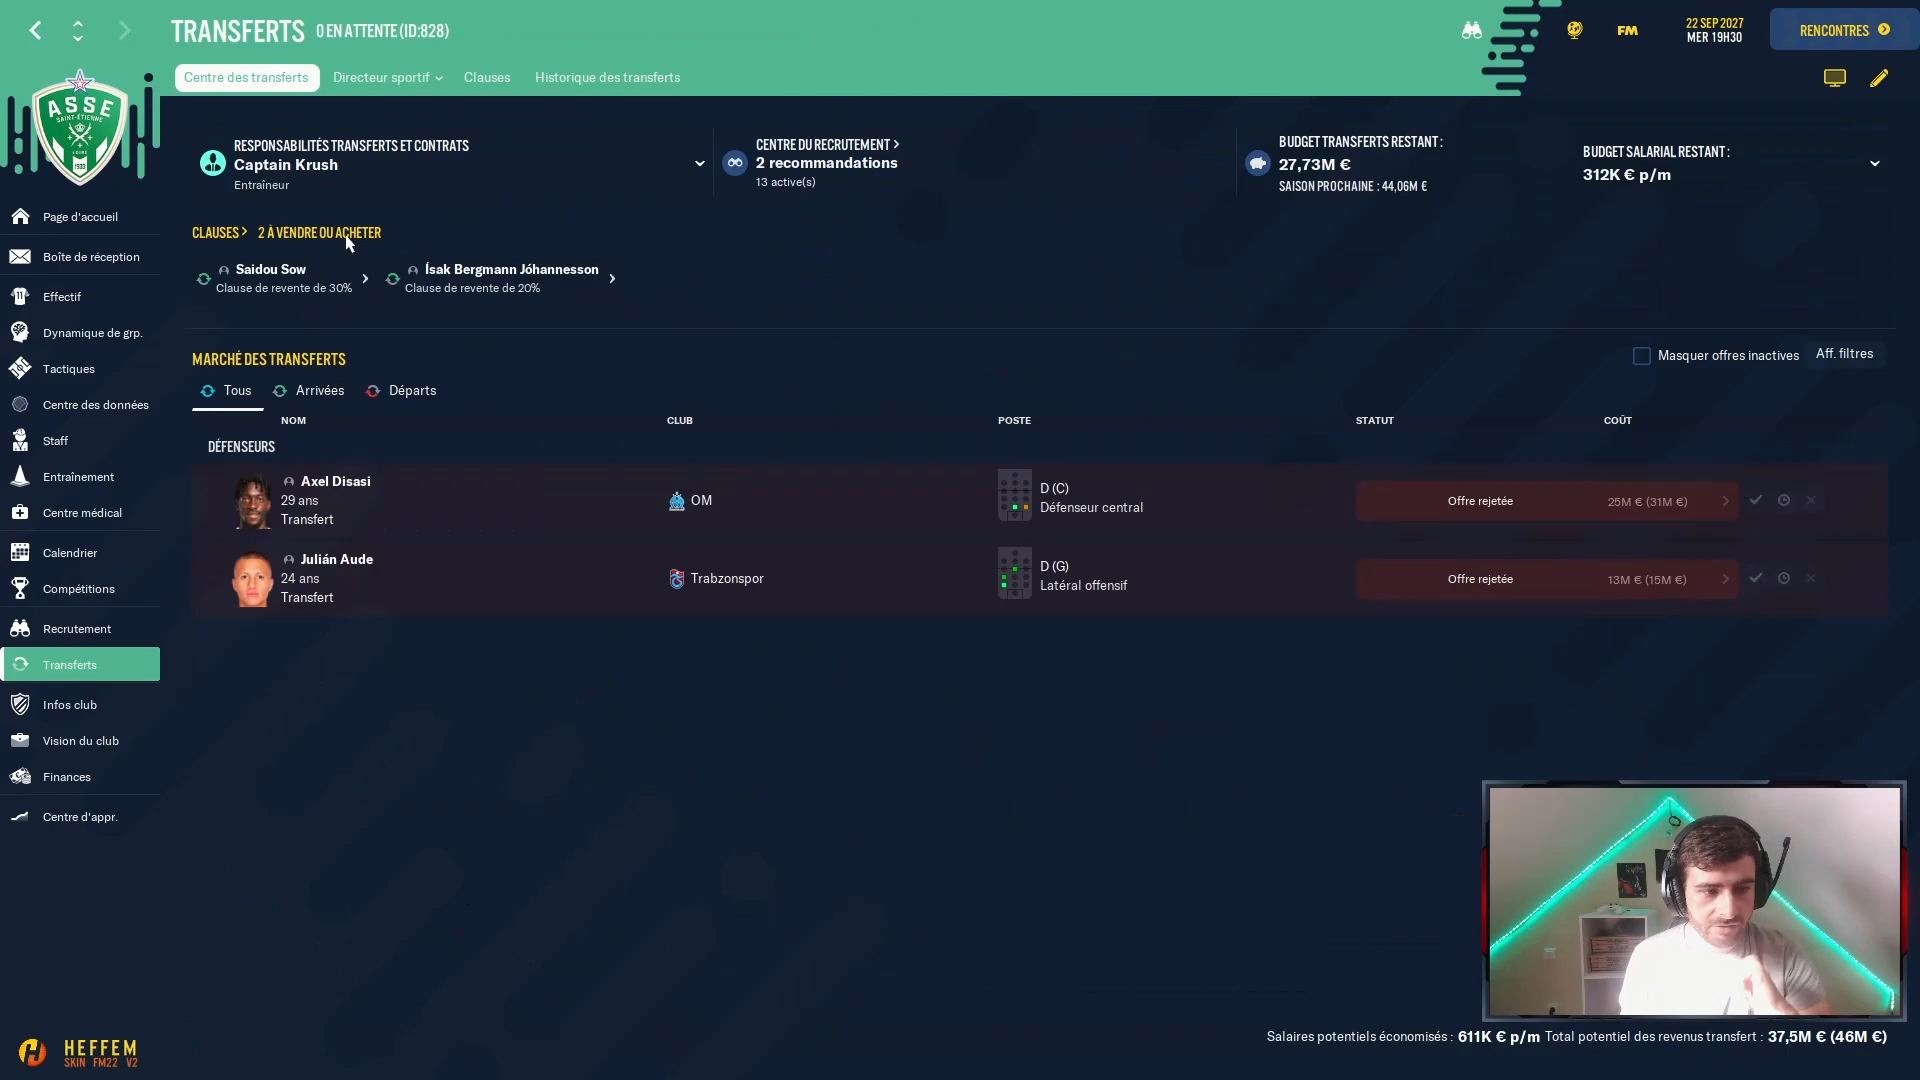 TRANSFERTS 0 EN ATTENTE (ID:828)
FM
22 SEP 2027
MER 19H30
RENCONTRES
Centre des transferts
Directeur sportif
Clauses
Historique des transferts
ASSE
SAINT-ÉTIENNE
LOIRE
1933
RESPONSABILITÉS TRANSFERTS ET CONTRATS
Captain Krush
Entraîneur
CENTRE DU RECRUTEMENT
2 recommandations
13 active(s)
BUDGET TRANSFERTS RESTANT :
27,73M €
SAISON PROCHAINE : 44,06M €
BUDGET SALARIAL RESTANT :
312K € p/m
CLAUSES 2 À VENDRE OU ACHETER
Saidou Sow
Clause de revente de 30%
Ísak Bergmann Jóhannesson
Clause de revente de 20%
MARCHÉ DES TRANSFERTS
Masquer offres inactives
Aff. filtres
Tous
Arrivées
Départs
NOM CLUB POSTE STATUT COÛT
DÉFENSEURS
Axel Disasi
29 ans
Transfert
OM
D (C)
Défenseur central
Offre rejetée
25M € (31M €)
Julián Aude
24 ans
Transfert
Trabzonspor
D (G)
Latéral offensif
Offre rejetée
13M € (15M €)
Page d'accueil
Boîte de réception
11
Effectif
Dynamique de grp.
Tactiques
Centre des données
Staff
Entraînement
Centre médical
Calendrier
Compétitions
Recrutement
Transferts
Infos club
Vision du club
Finances
Centre d'appr.
HEFFEM
SKIN FM22 V2
Salaires potentiels économisés : 611K € p/m Total potentiel des revenus transfert : 37,5M € (46M €)